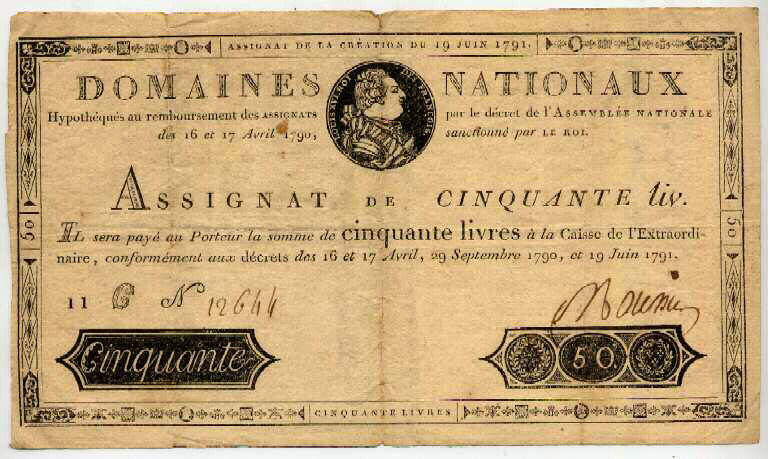 ASSIGNAT DE LA CRÉATION DU 19 JUIN 1791.
DOMAINES NATIONAUX
Hypothéqués au remboursement des ASSIGNATS par le décret de l'ASSEMBLÉE NATIONALE
des 16 et 17 Avril 1790, sanctionné par LE ROI.
ASSIGNAT DE CINQUANTE liv.
IL sera payé au Porteur la somme de cinquante livres à la Caisse de l'Extraordi-
naire, conformément aux décrets des 16 et 17 Avril, 29 Septembre 1790, et 19 Juin 1791.
11 G N 12644
Cinquante 50.
CINQUANTE LIVRES
50
50